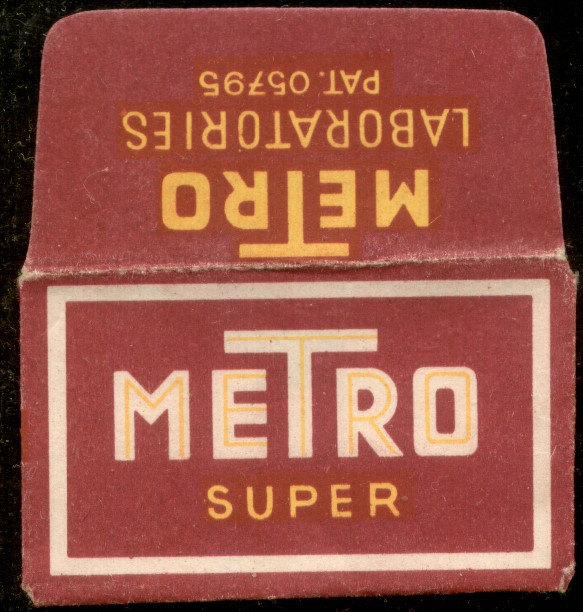 METRO
LABORATORIES
PAT. 05795
METRO
SUPER